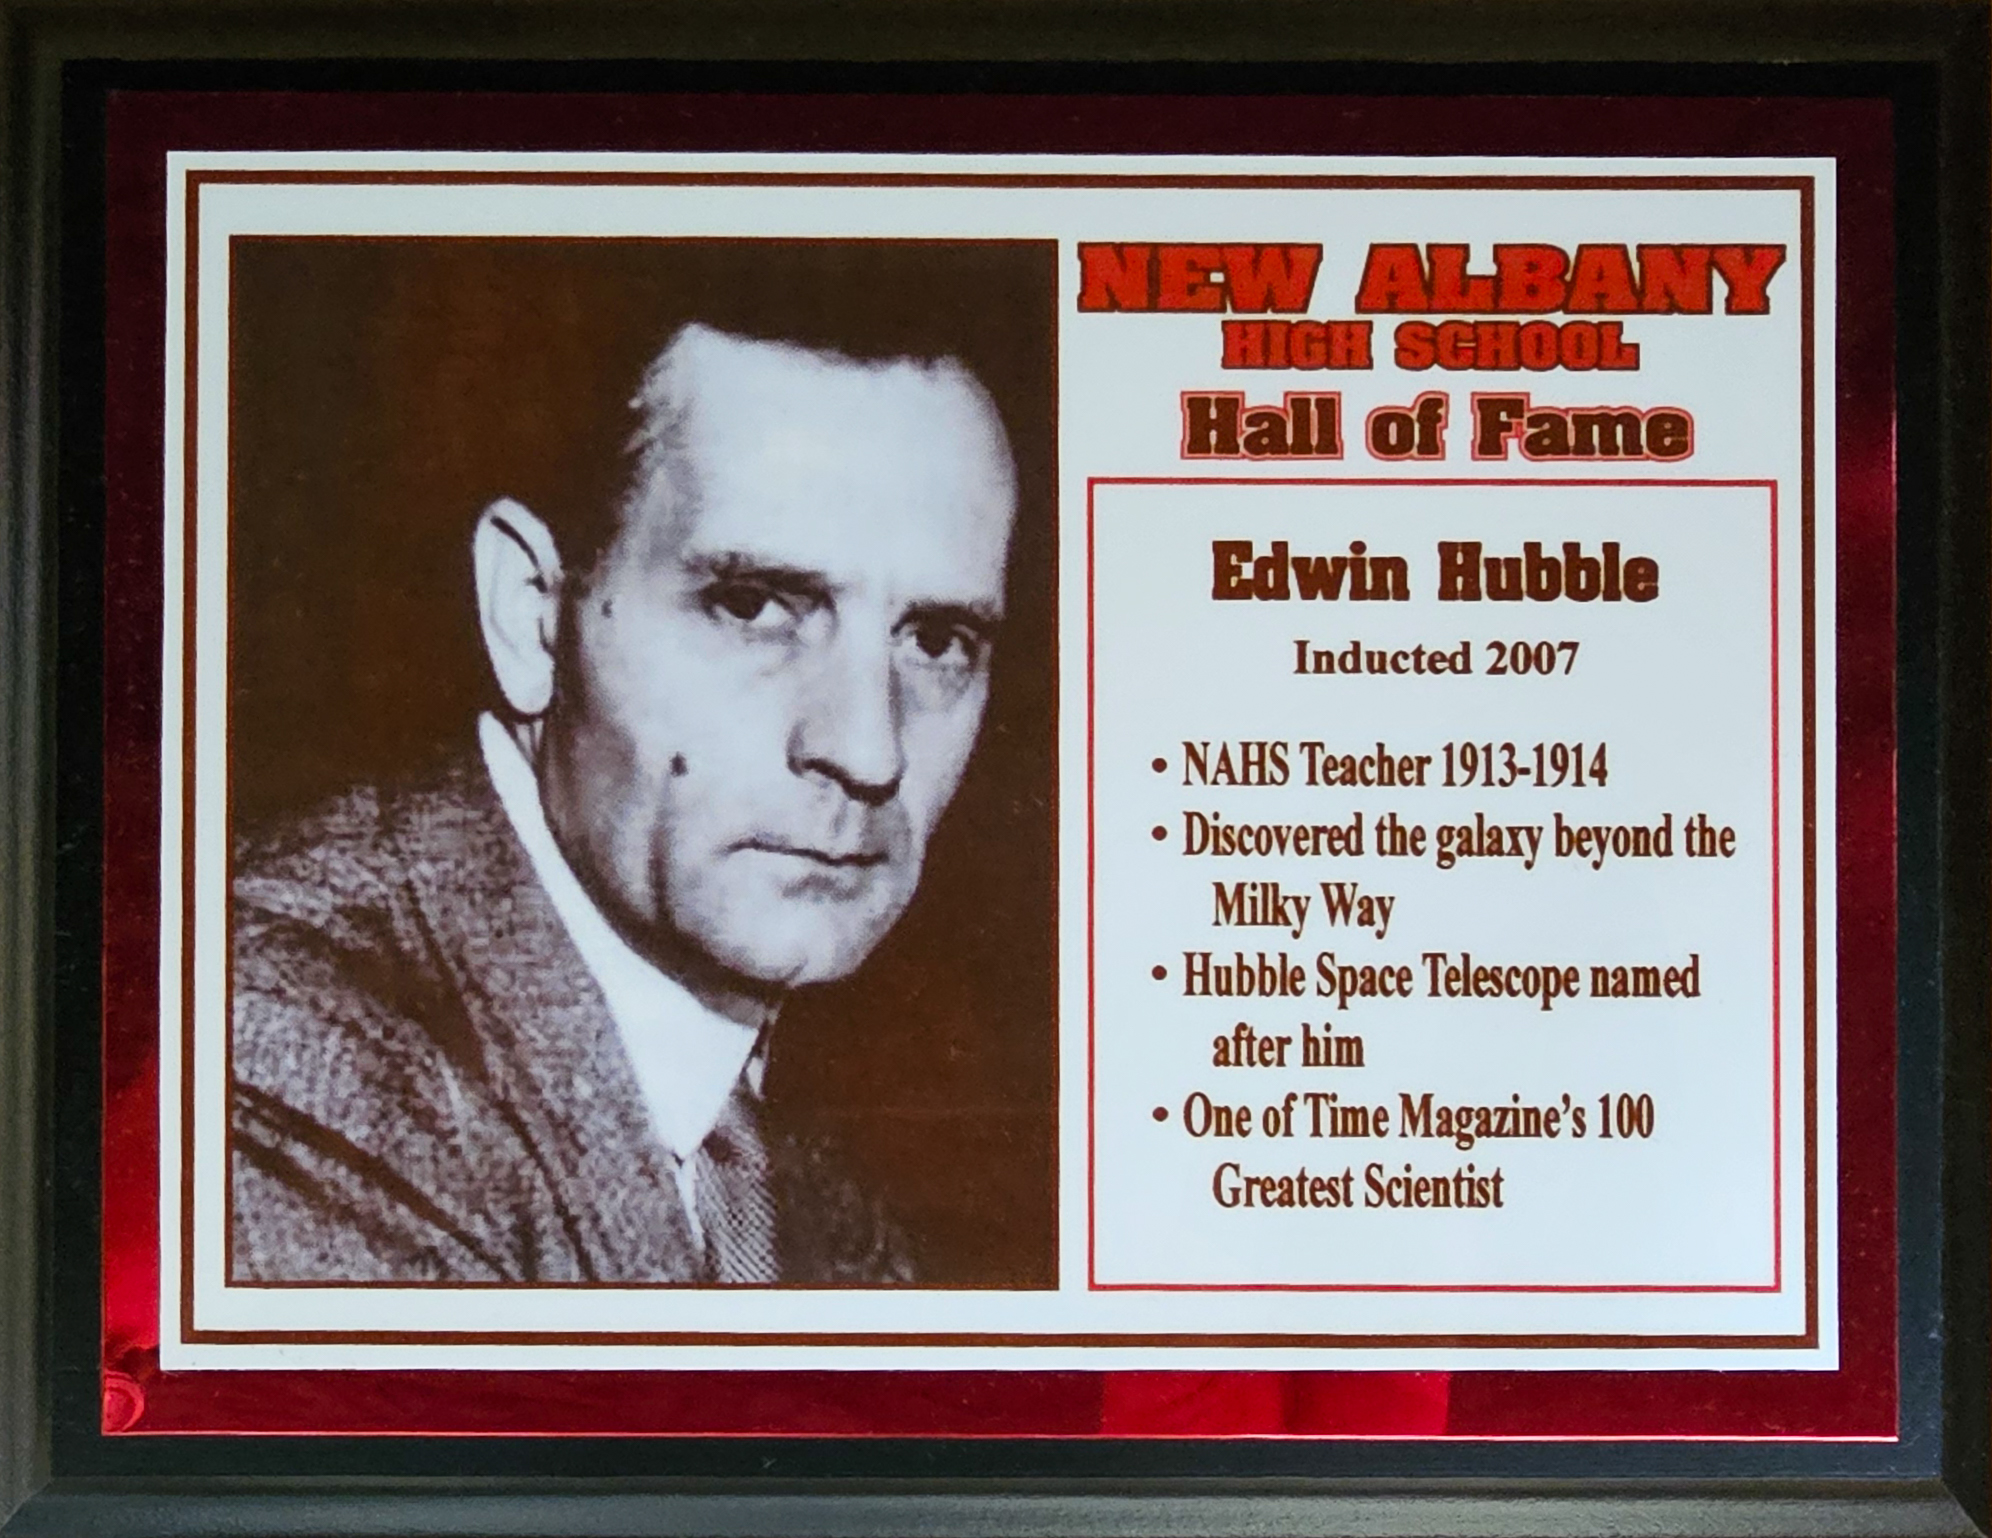 NEW ALBANY
HIGH SCHOOL
Hall of Fame
Edwin Hubble
Inducted 2007
• NAHS Teacher 1913-1914
• Discovered the galaxy beyond the
Milky Way
• Hubble Space Telescope named
after him
• One of Time Magazine's 100
Greatest Scientist